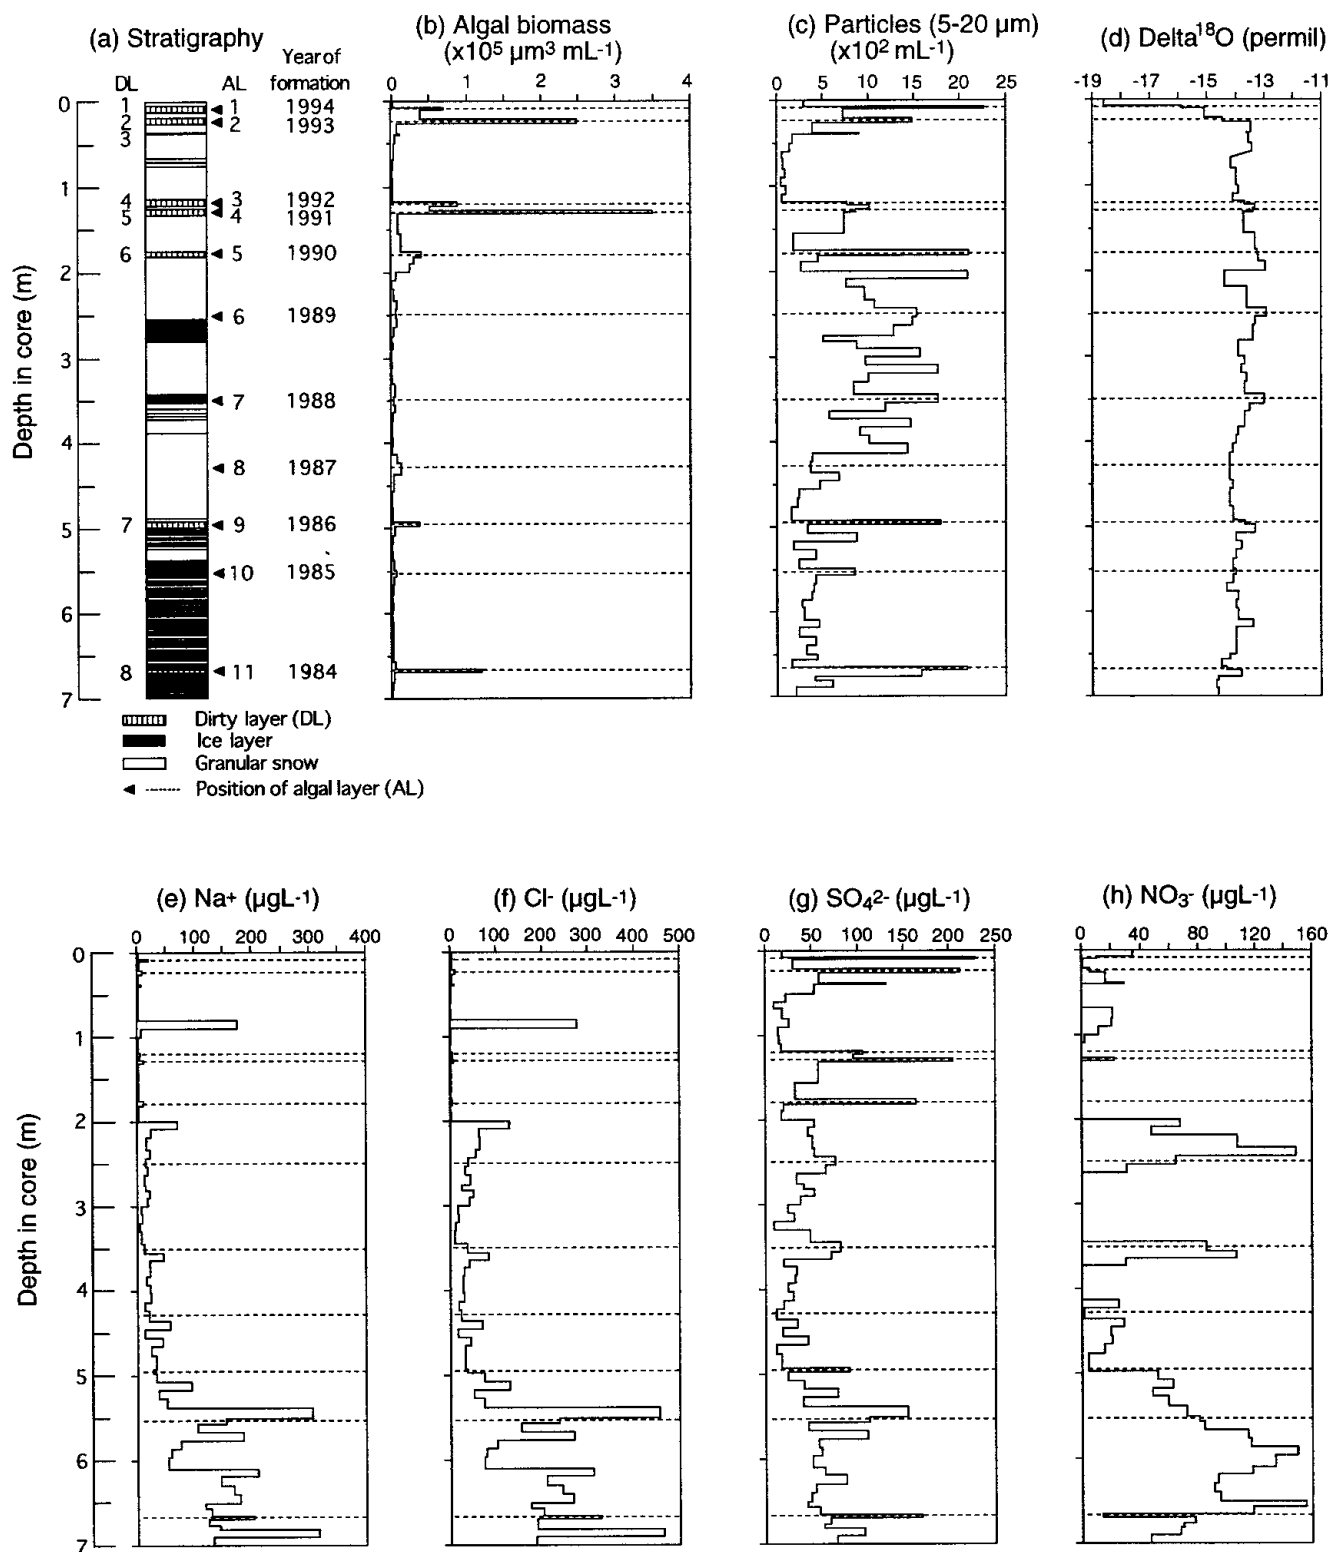 (a) Stratigraphy
DL AL Year of formation
1 1 1994
2 2 1993
3
4 3 1992
5 4 1991
6 5 1990
6 1989
7 1988
8 1987
7 9 1986
10 1985
8 11 1984
Depth in core (m)
0
1
2
3
4
5
6
7
Dirty layer (DL)
Ice layer
Granular snow
Position of algal layer (AL)
(b) Algal biomass
(x10⁵ µm³ mL-¹)
0 1 2 3 4
(c) Particles (5-20 µm)
(x10² mL-¹)
0 5 10 15 20 25
(d) Delta¹⁸O (permil)
-19 -17 -15 -13 -11
(e) Na+ (µgL-¹)
0 100 200 300 400
Depth in core (m)
0
1
2
3
4
5
6
7
(f) Cl- (µgL-¹)
0 100 200 300 400 500
(g) SO₄²- (µgL-¹)
0 50 100 150 200 250
(h) NO₃- (µgL-¹)
0 40 80 120 160